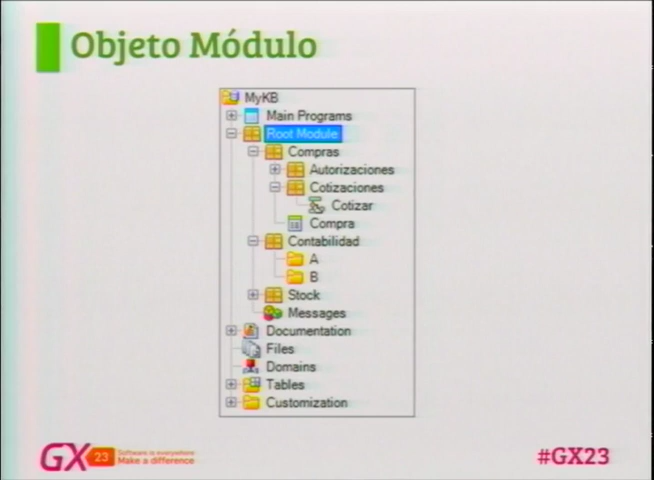 Objeto Módulo
MyKB
Main Programs
Root Module
Compras
Autorizaciones
Cotizaciones
Cotizar
Compra
Contabilidad
A
B
Stock
Messages
Documentation
Files
Domains
Tables
Customization
GX 23 Software is everywhere
Make a difference
#GX23